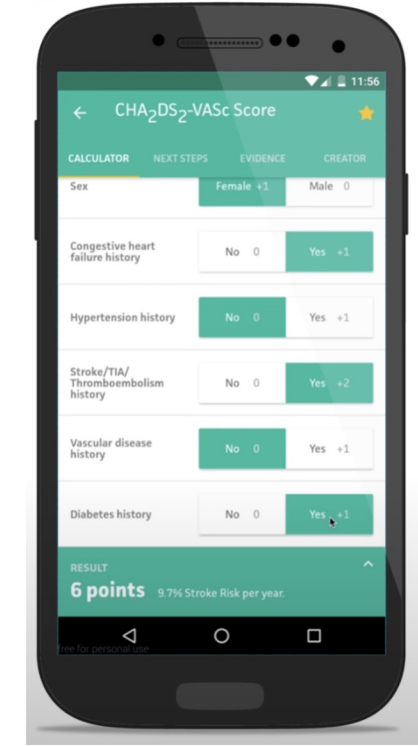 11:56
← CHA₂DS₂-VASc Score
CALCULATOR NEXT STEPS EVIDENCE CREATOR
Sex Female +1 Male 0
Congestive heart
failure history
No 0 Yes +1
Hypertension history No 0 Yes +1
Stroke/TIA/
Thromboembolism
history
No 0 Yes +2
Vascular disease
history
No 0 Yes +1
Diabetes history No 0 Yes +1
RESULT
6 points 9.7% Stroke Risk per year.
free for personal use